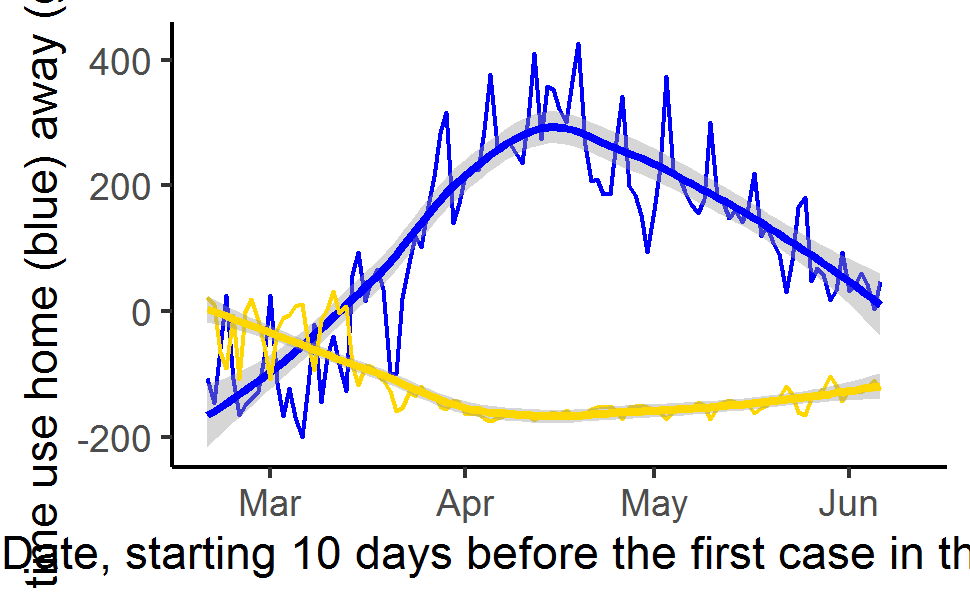 time use home (blue) away (
400
200
0
-200
Mar Apr May Jun
Date, starting 10 days before the first case in th